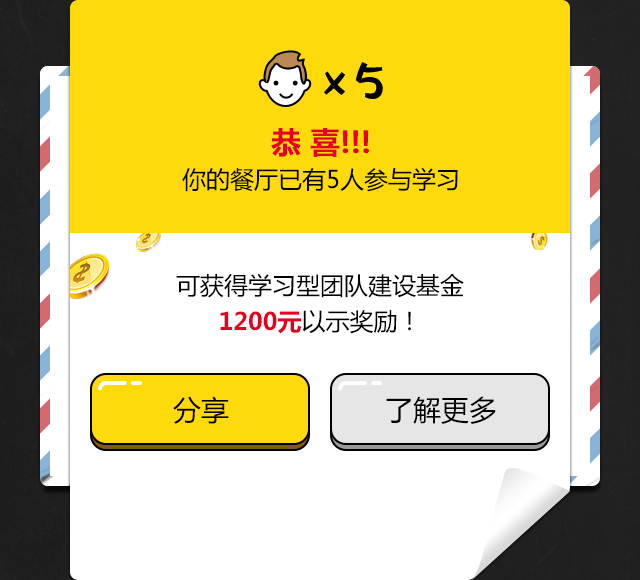 ×5
恭 喜!!!
你的餐厅已有5人参与学习
可获得学习型团队建设基金
1200元以示奖励！
分享
了解更多